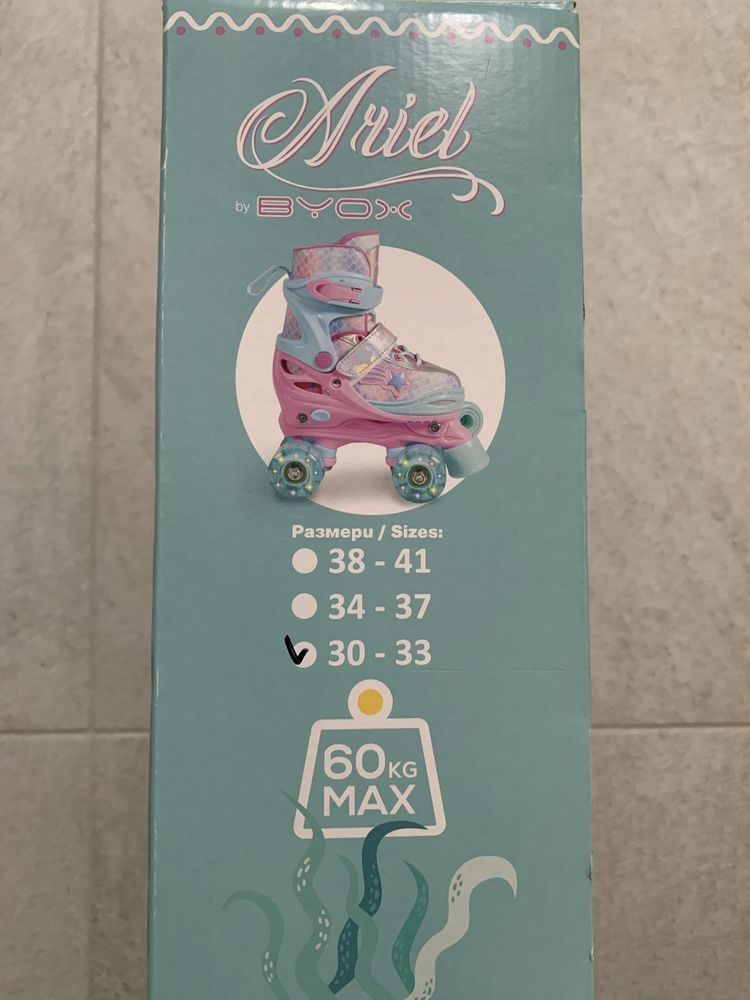 Ariel
by BYOX
Размери / Sizes:
38 - 41
34 - 37
30 - 33
60KG
MAX